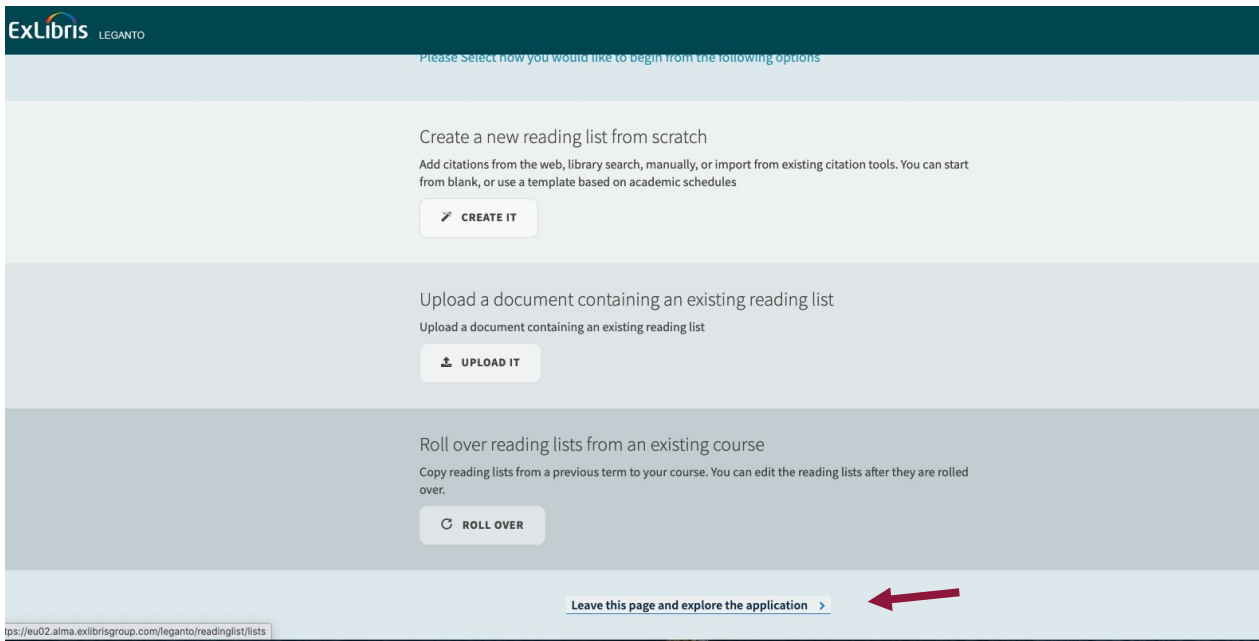 ExLibris LEGANTO
Please Select how you would like to begin from the following options
Create a new reading list from scratch
Add citations from the web, library search, manually, or import from existing citation tools. You can start
from blank, or use a template based on academic schedules
CREATE IT
Upload a document containing an existing reading list
Upload a document containing an existing reading list
UPLOAD IT
Roll over reading lists from an existing course
Copy reading lists from a previous term to your course. You can edit the reading lists after they are rolled
over.
ROLL OVER
Leave this page and explore the application >
tps://eu02.alma.exlibrisgroup.com/leganto/readinglist/lists